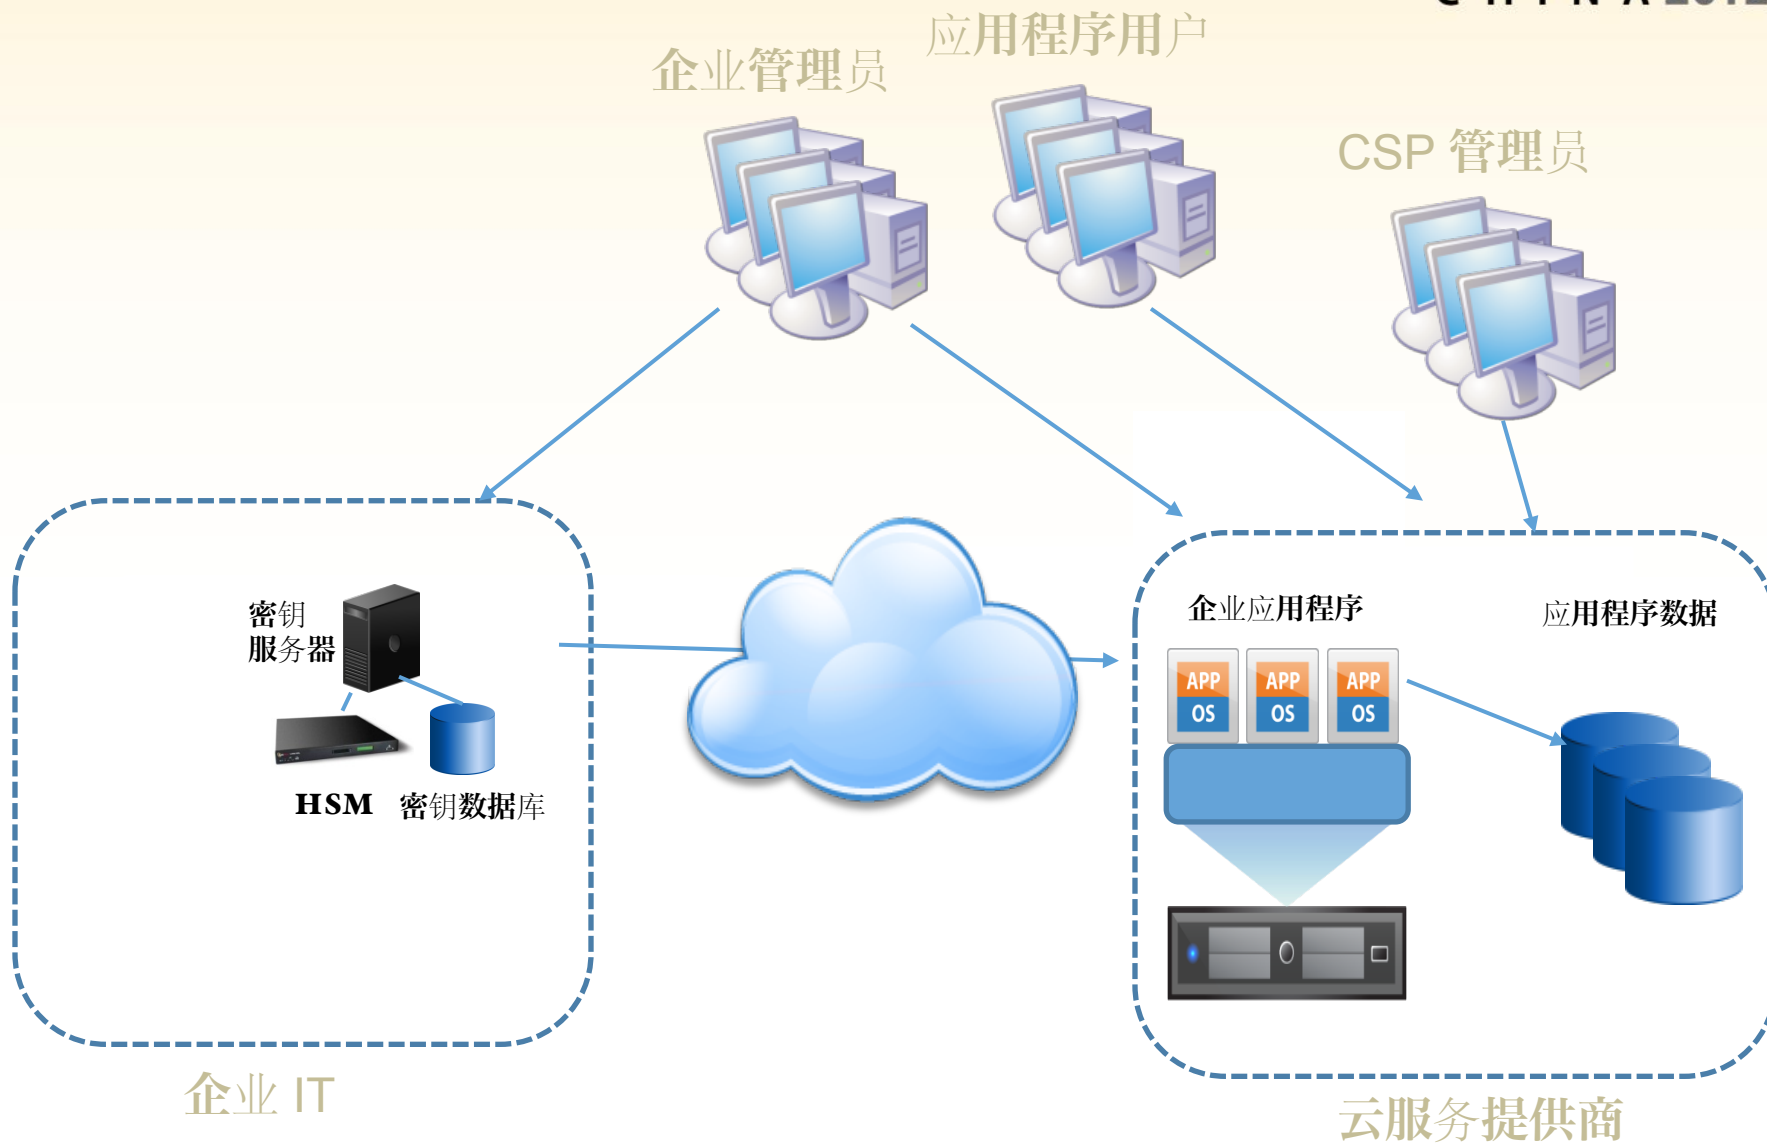 应用程序用户
企业管理员
CSP 管理员
密钥
服务器
HSM
密钥数据库
企业应用程序
应用程序数据
APP
OS
APP
OS
APP
OS
企业 IT
云服务提供商